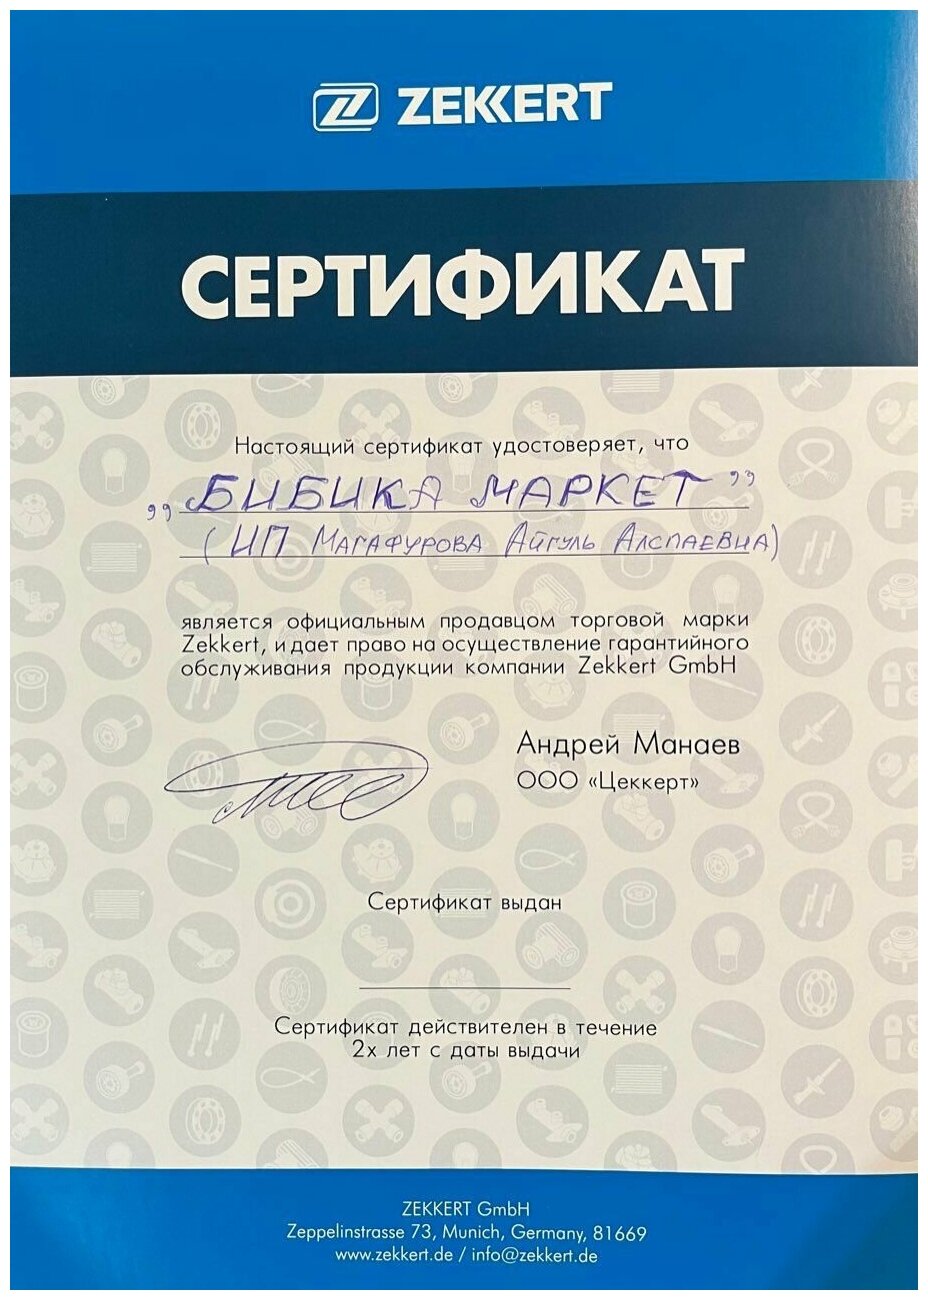 ZEKKERT
СЕРТИФИКАТ
Настоящий сертификат удостоверяет, что
„БИБИКА МАРКЕТ”
(ИП Магафурова Айгуль Алспаевна)
является официальным продавцом торговой марки
Zekkert, и дает право на осуществление гарантийного
обслуживания продукции компании Zekkert GmbH
Андрей Манаев
ООО «Цеккерт»
Сертификат выдан
Сертификат действителен в течение
2х лет с даты выдачи
ZEKKERT GmbH
Zeppelinstrasse 73, Munich, Germany, 81669
www.zekkert.de / info@zekkert.de